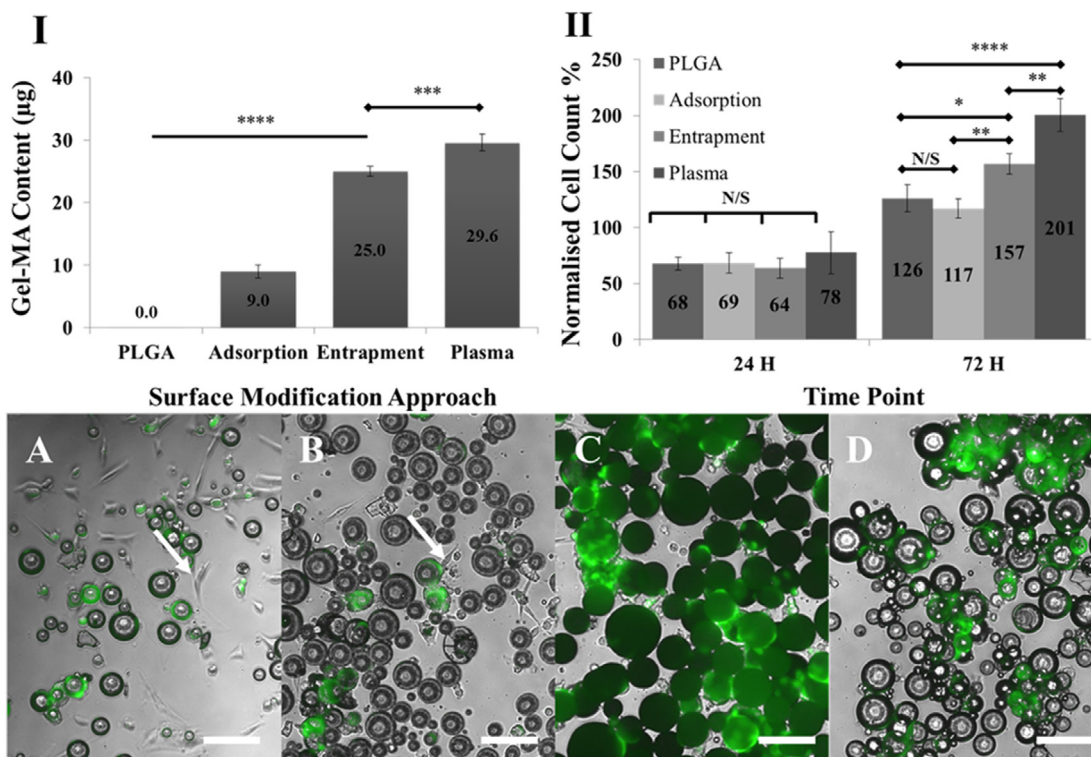 I
Gel-MA Content (µg)
40
30
20
10
0
****
***
0.0
9.0
25.0
29.6
PLGA
Adsorption
Entrapment
Plasma
Surface Modification Approach
II
Normalised Cell Count %
250
200
150
100
50
0
PLGA
Adsorption
Entrapment
Plasma
N/S
****
**
*
**
N/S
68
69
64
78
126
117
157
201
24 H
72 H
Time Point
A
B
C
D